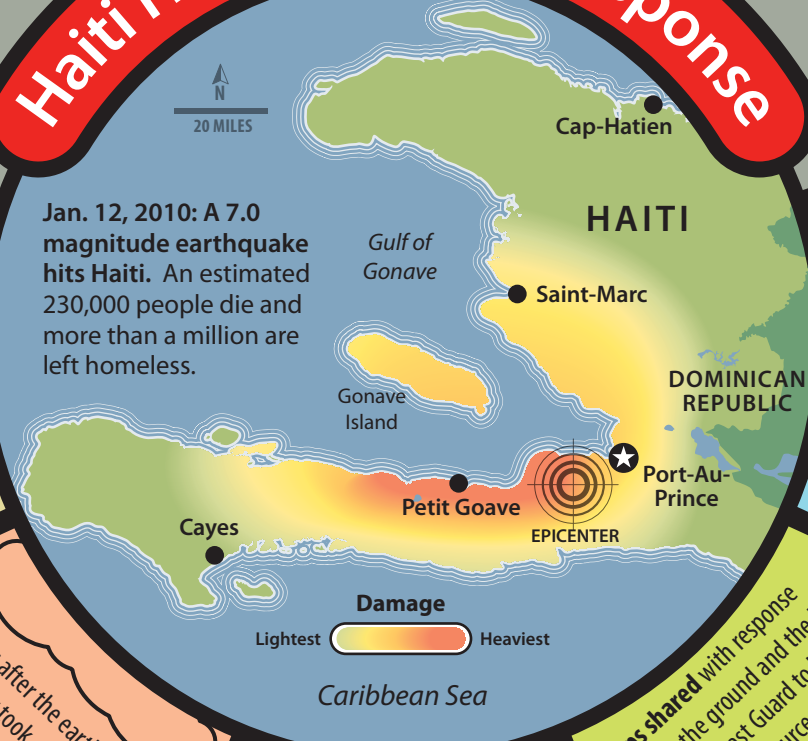 Haiti
ponse
N
20 MILES
Cap-Hatien
Jan. 12, 2010: A 7.0
magnitude earthquake
hits Haiti. An estimated
230,000 people die and
more than a million are
left homeless.
HAITI
Gulf of
Gonave
Saint-Marc
DOMINICAN
REPUBLIC
Gonave
Island
Port-Au-
Prince
Petit Goave
EPICENTER
Cayes
Damage
Lightest
Heaviest
Caribbean Sea
after the
took
shared with response
the ground and the
Guard to